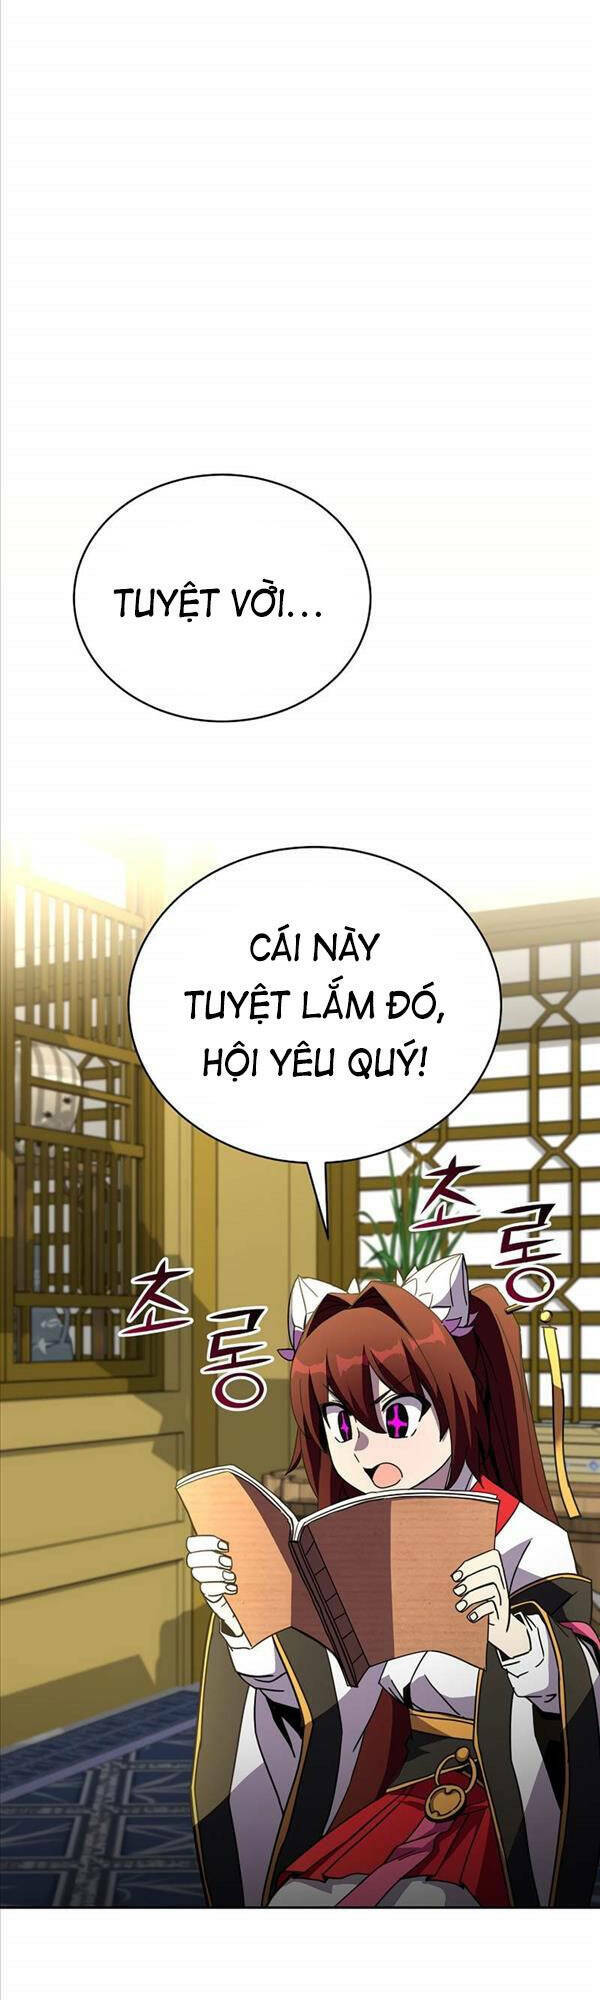 TUYỆT VỜI...
CÁI NÀY
TUYỆT LẮM ĐÓ,
HỘI YÊU QUÝ!
초
롱
초
롱